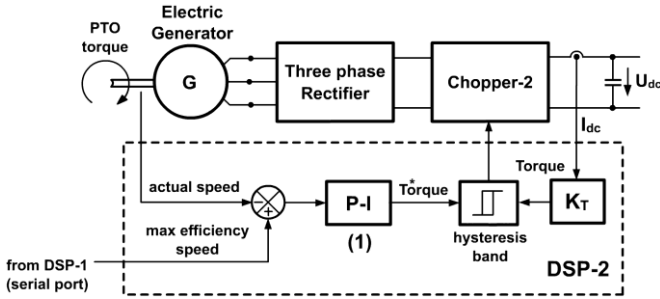 Electric
Generator
PTO
torque
G
Three phase
Rectifier
Chopper-2
Udc
Idc
actual speed
max efficiency
speed
- +
P-I
(1)
Torque*
hysteresis
band
Torque
KT
from DSP-1
(serial port)
DSP-2